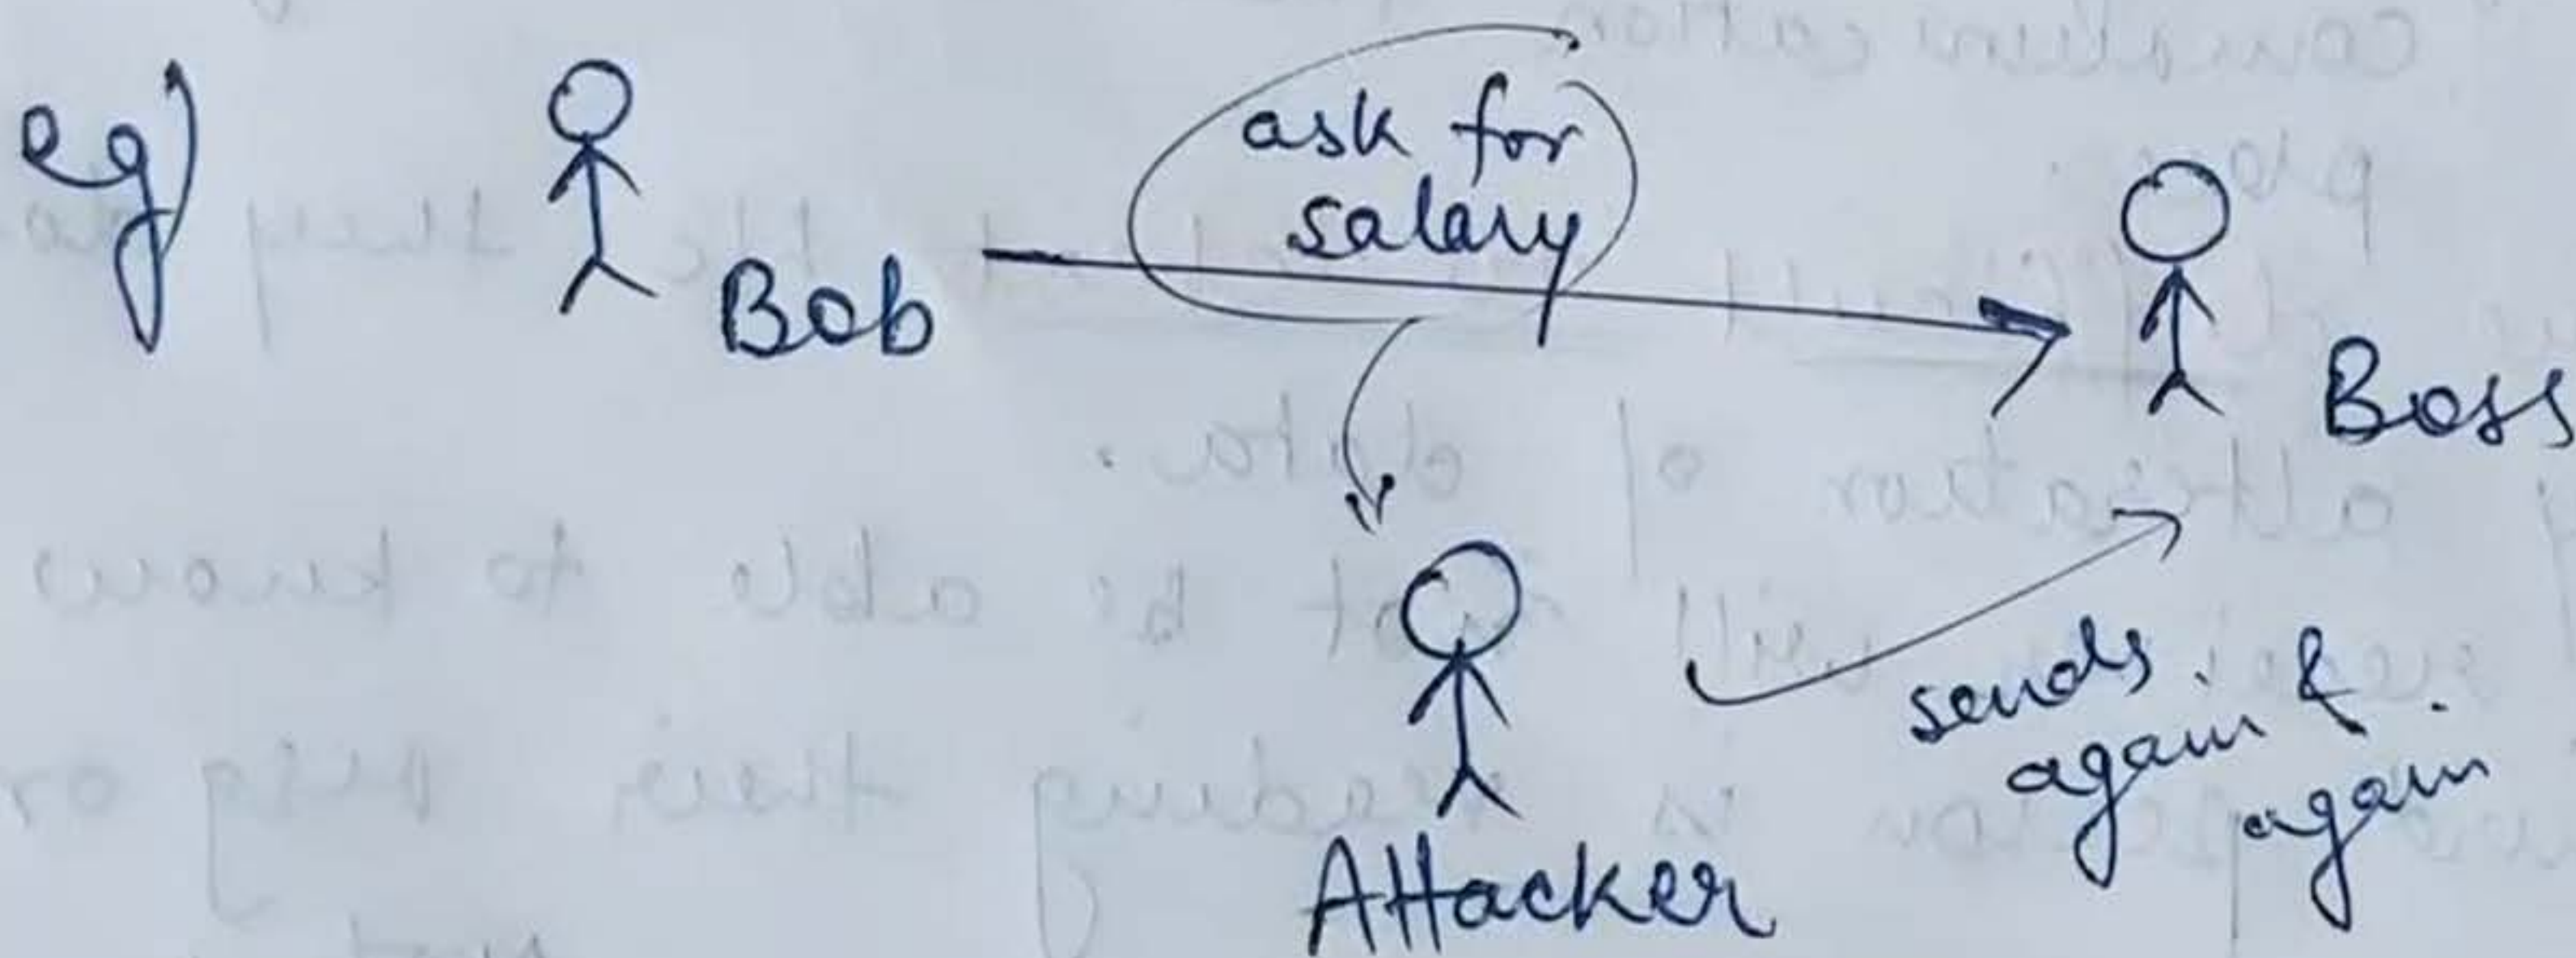 eg)
ask for
salary
Bob
Boss
sends
again &
again
Attacker